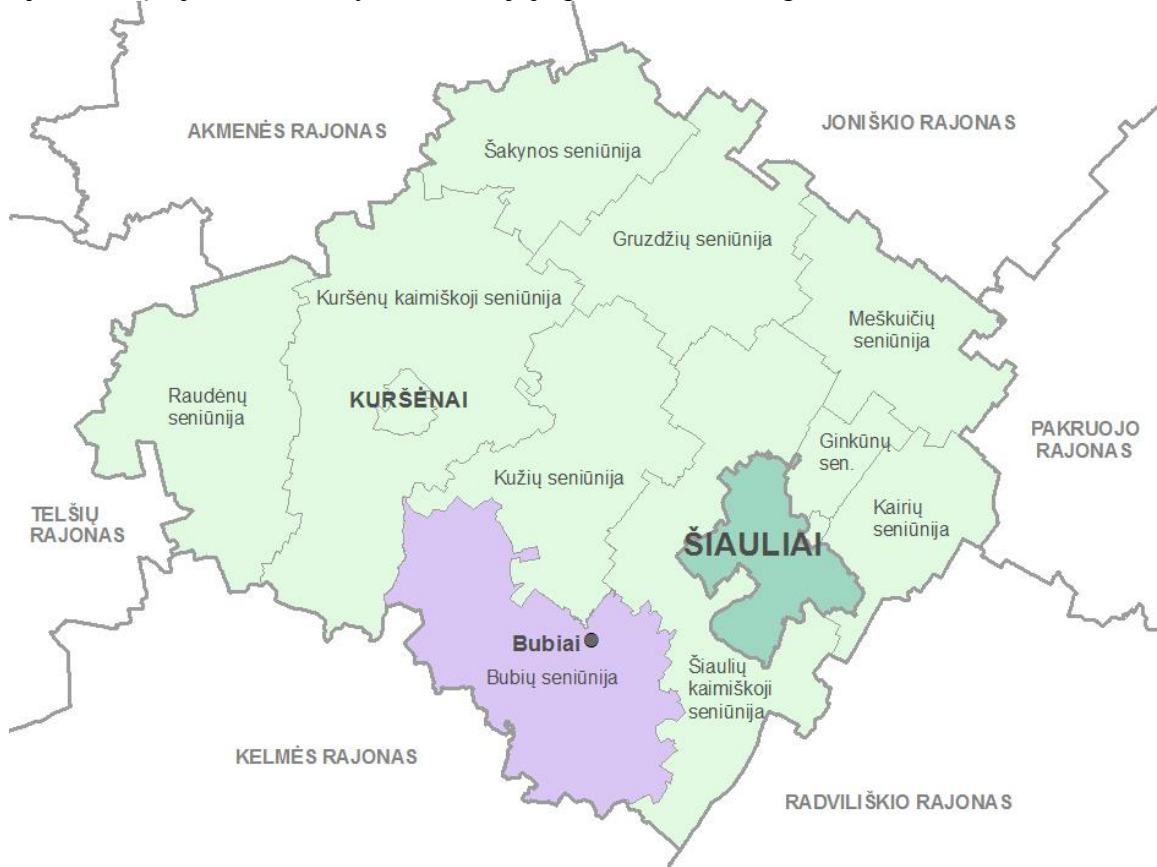 AKMENĖS RAJONAS
JONIŠKIO RAJONAS
Šakynos seniūnija
Gruzdžių seniūnija
Kuršėnų kaimiškoji seniūnija
Meškuičių
seniūnija
Raudėnų
seniūnija
KURŠĖNAI
Ginkūnų
sen.
PAKRUOJO
RAJONAS
Kužių seniūnija
Kairių
seniūnija
TELŠIŲ
RAJONAS
ŠIAULIAI
Bubiai
Bubių seniūnija
Šiaulių
kaimiškoji
seniūnija
KELMĖS RAJONAS
RADVILIŠKIO RAJONAS